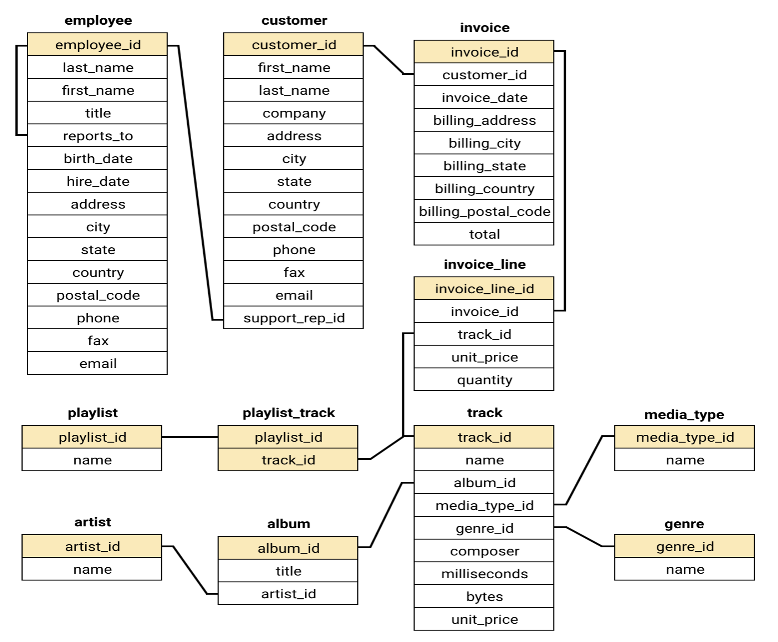 employee
employee_id
last_name
first_name
title
reports_to
birth_date
hire_date
address
city
state
country
postal_code
phone
fax
email
customer
customer_id
first_name
last_name
company
address
city
state
country
postal_code
phone
fax
email
support_rep_id
invoice
invoice_id
customer_id
invoice_date
billing_address
billing_city
billing_state
billing_country
billing_postal_code
total
invoice_line
invoice_line_id
invoice_id
track_id
unit_price
quantity
playlist
playlist_id
name
playlist_track
playlist_id
track_id
track
track_id
name
album_id
media_type_id
genre_id
composer
milliseconds
bytes
unit_price
media_type
media_type_id
name
artist
artist_id
name
album
album_id
title
artist_id
genre
genre_id
name